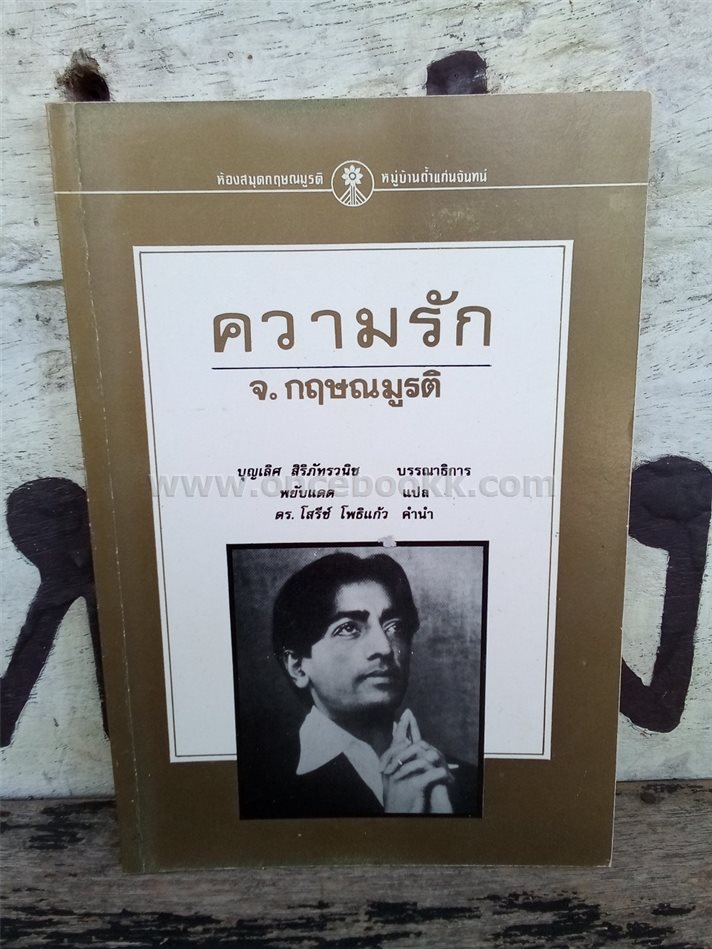 ห้องสมุดกฤษณมูรติ หมู่บ้านถ้ำแก่นจันทน์
ความรัก
จ. กฤษณมูรติ
บุญเลิศ สิริภัทรวนิช บรรณาธิการ
www.oncebookk.com
พยับแดด แปล
ดร. โสรีช์ โพธิแก้ว คำนำ